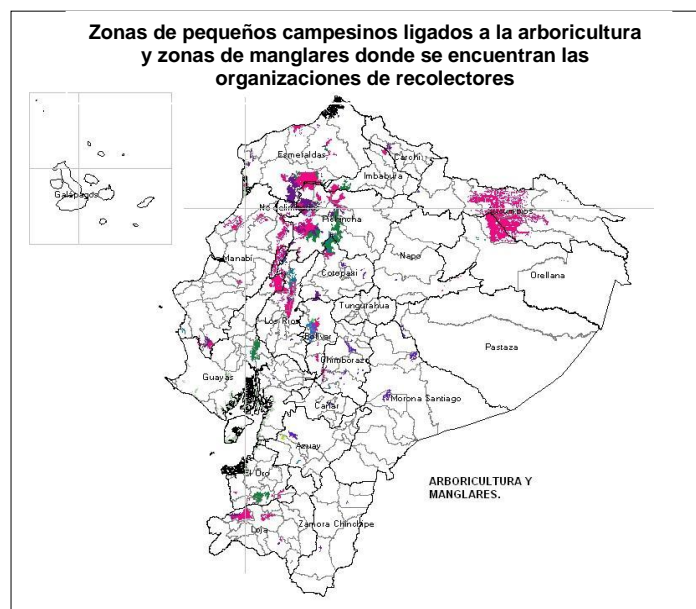 Zonas de pequeños campesinos ligados a la arboricultura
y zonas de manglares donde se encuentran las
organizaciones de recolectores
Esmeraldas
Carchi
Imbabura
Galápagos
No Delim
Pichincha
Manabí
Cotopaxi
Napo
Orellana
Tungurahua
Los Ríos
Bolívar
Pastaza
Chimborazo
Guayas
Morona Santiago
Cañar
Azuay
El Oro
ARBORICULTURA Y
MANGLARES.
Loja
Zamora Chinchipe